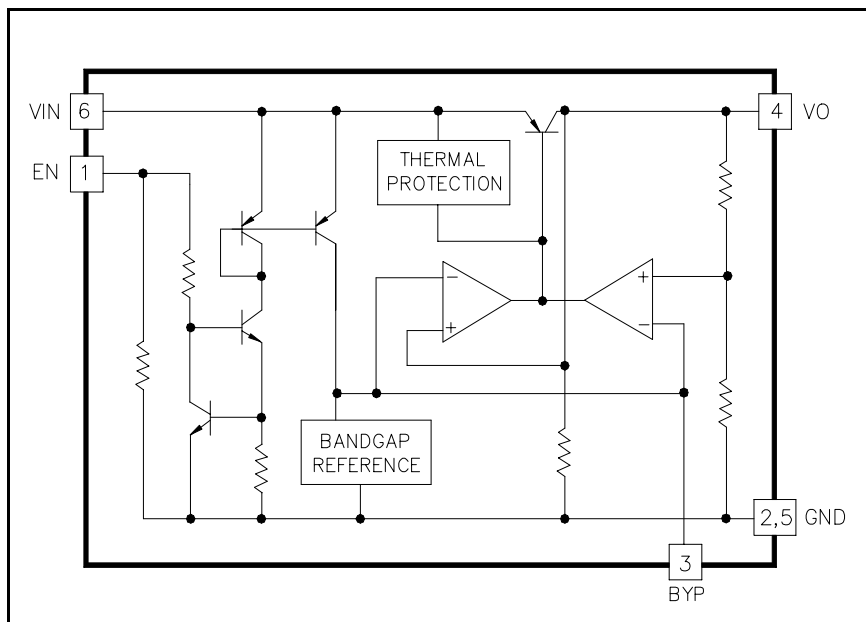 VIN 6
4 VO
EN 1
THERMAL
PROTECTION
−
+
+
−
BANDGAP
REFERENCE
2,5 GND
3
BYP